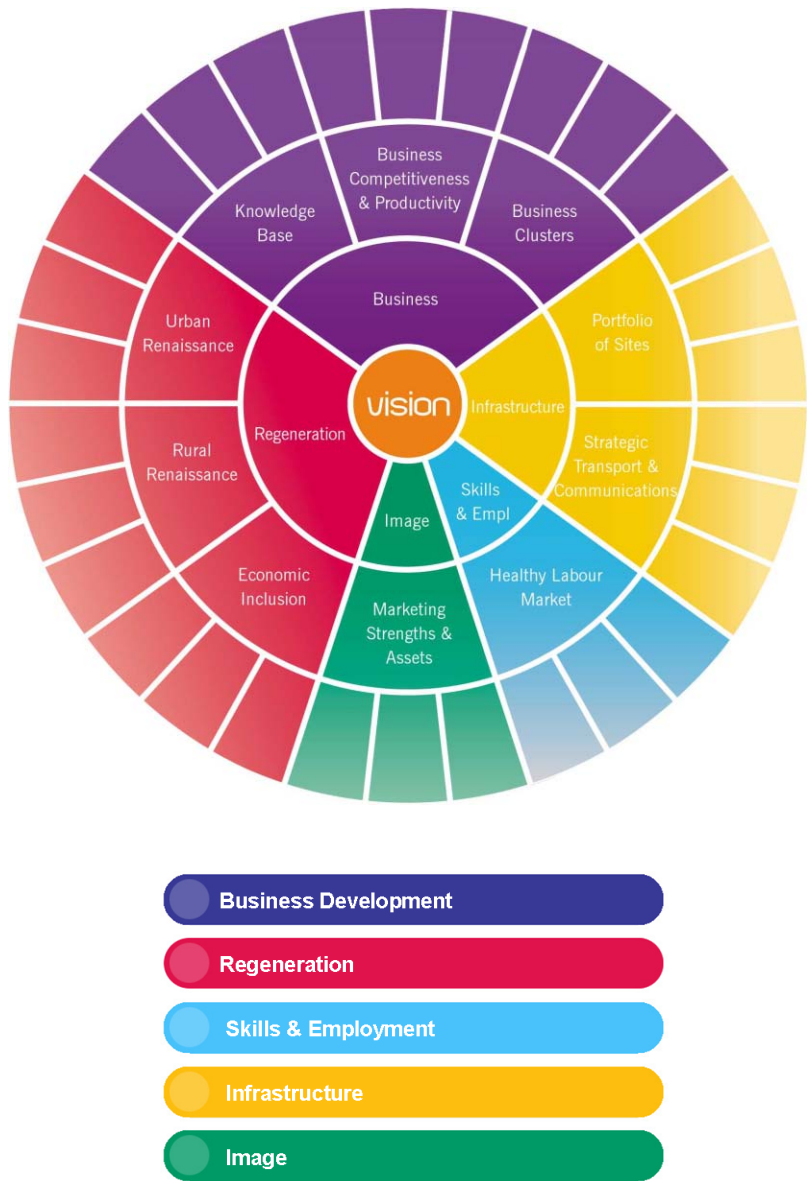 Business
Competitiveness
& Productivity
Knowledge
Base
Business
Clusters
Business
Urban
Renaissance
Portfolio
of Sites
vision
Regeneration
Infrastructure
Rural
Renaissance
Strategic
Transport &
Communications
Skills
& Empl
Image
Economic
Inclusion
Healthy Labour
Market
Marketing
Strengths &
Assets
Business Development
Regeneration
Skills & Employment
Infrastructure
Image